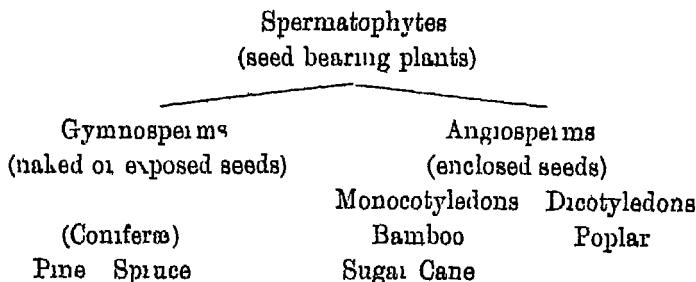 Spermatophytes
(seed bearing plants)
Gymnosperms Angiosperms
(naked or exposed seeds) (enclosed seeds)
Monocotyledons Dicotyledons
(Coniferæ) Bamboo Poplar
Pine Spruce Sugar Cane